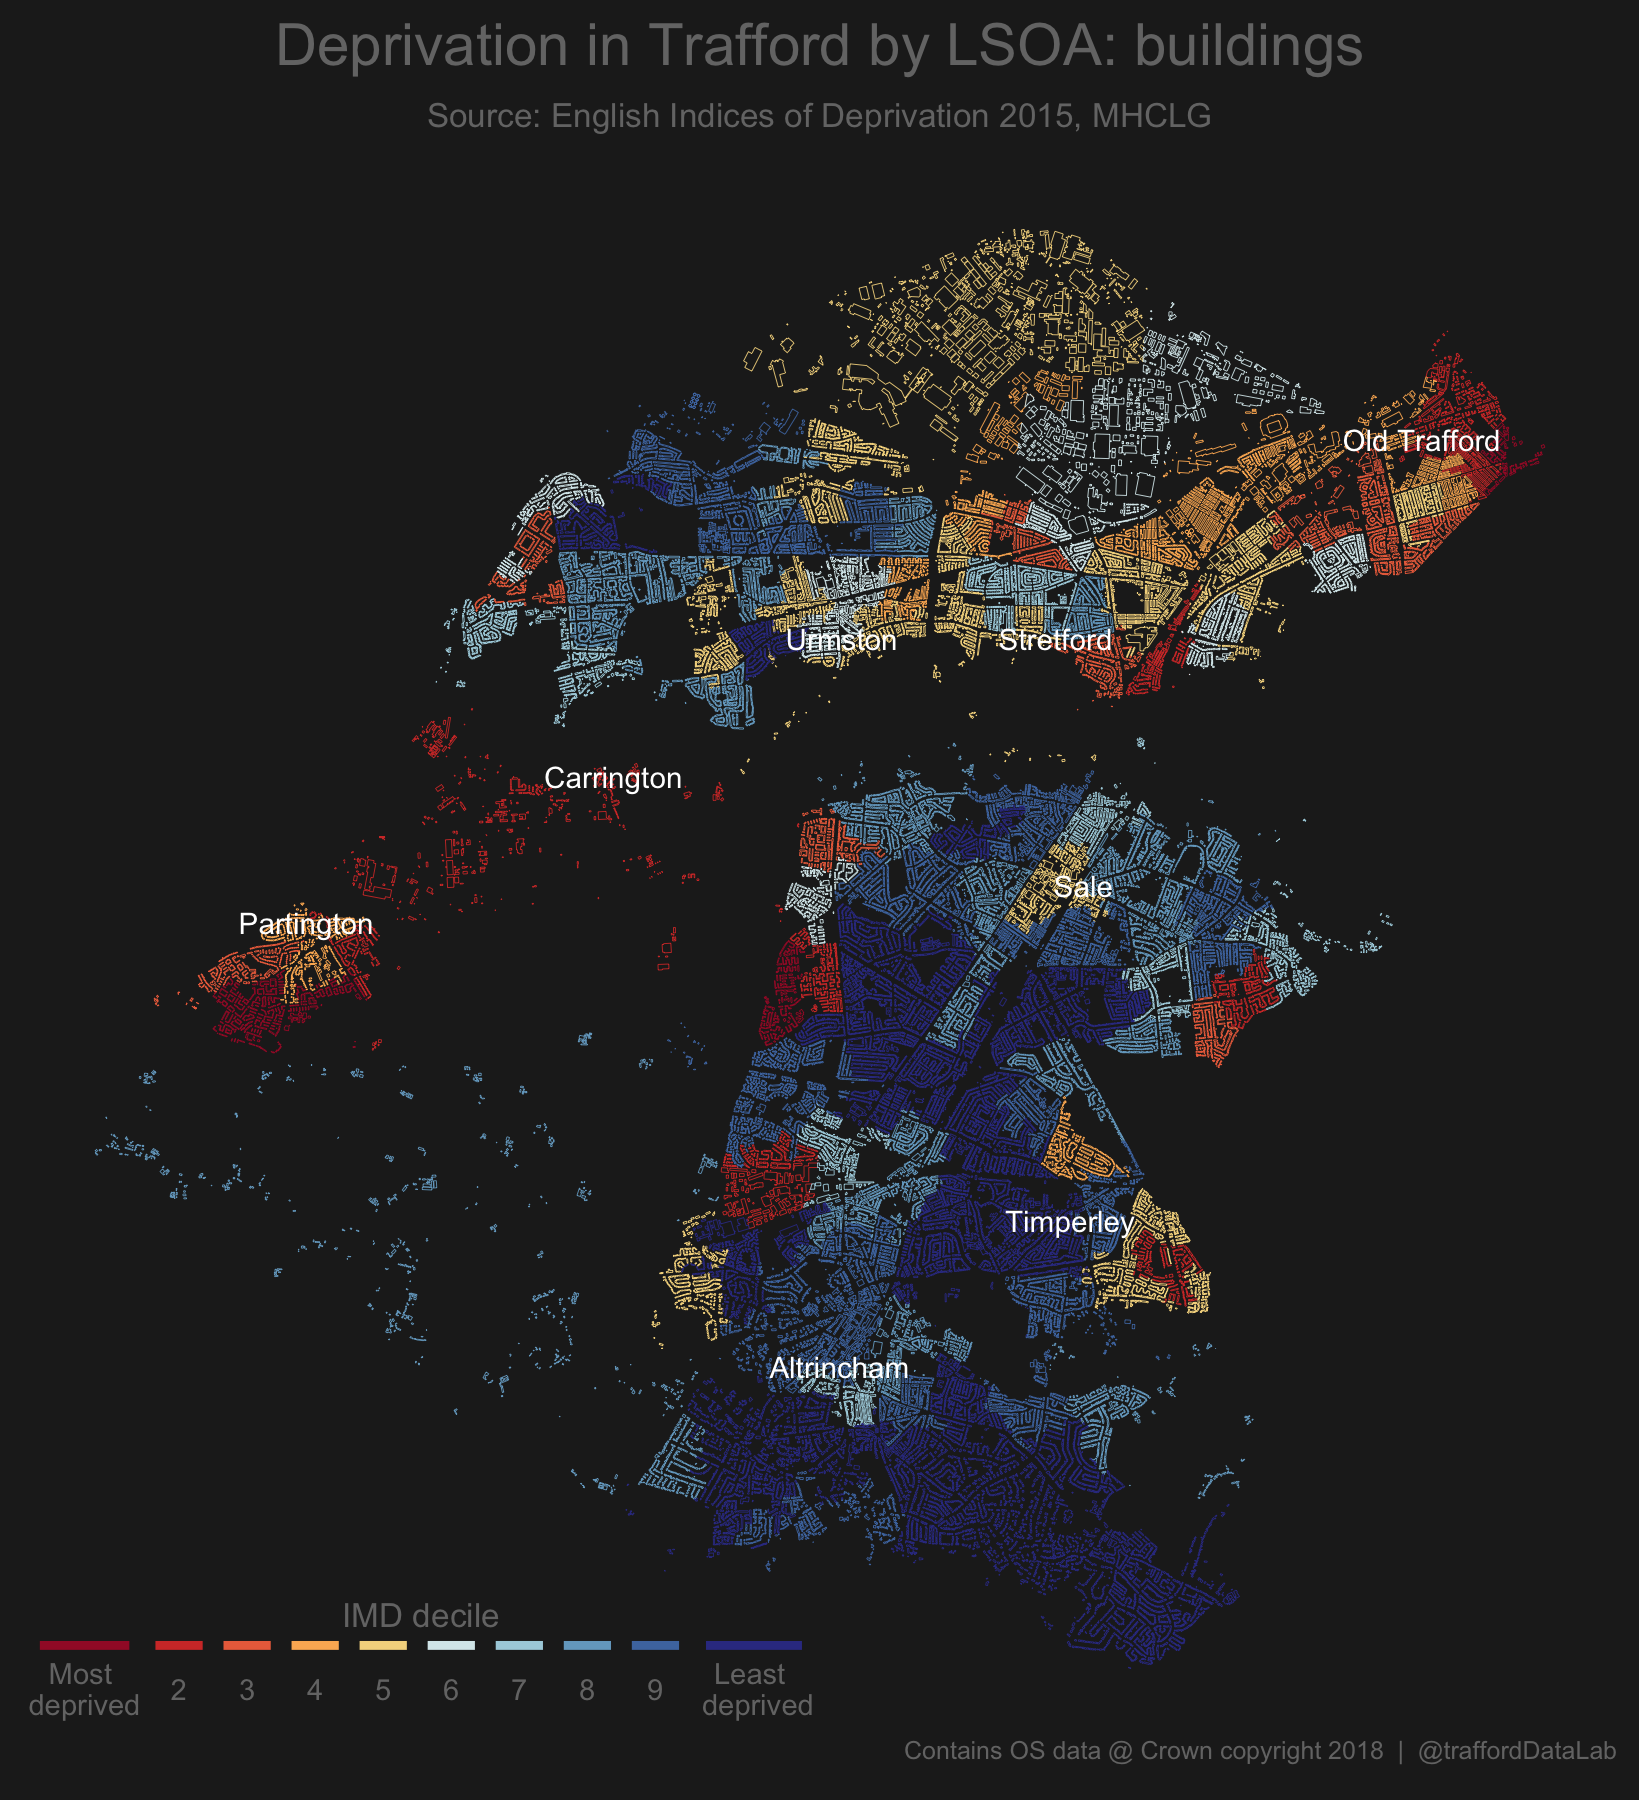 Deprivation in Trafford by LSOA: buildings
Source: English Indices of Deprivation 2015, MHCLG
Old Trafford
Urmston
Stretford
Carrington
Sale
Partington
Timperley
Altrincham
IMD decile
Most deprived
2
3
4
5
6
7
8
9
Least deprived
Contains OS data @ Crown copyright 2018 | @traffordDataLab